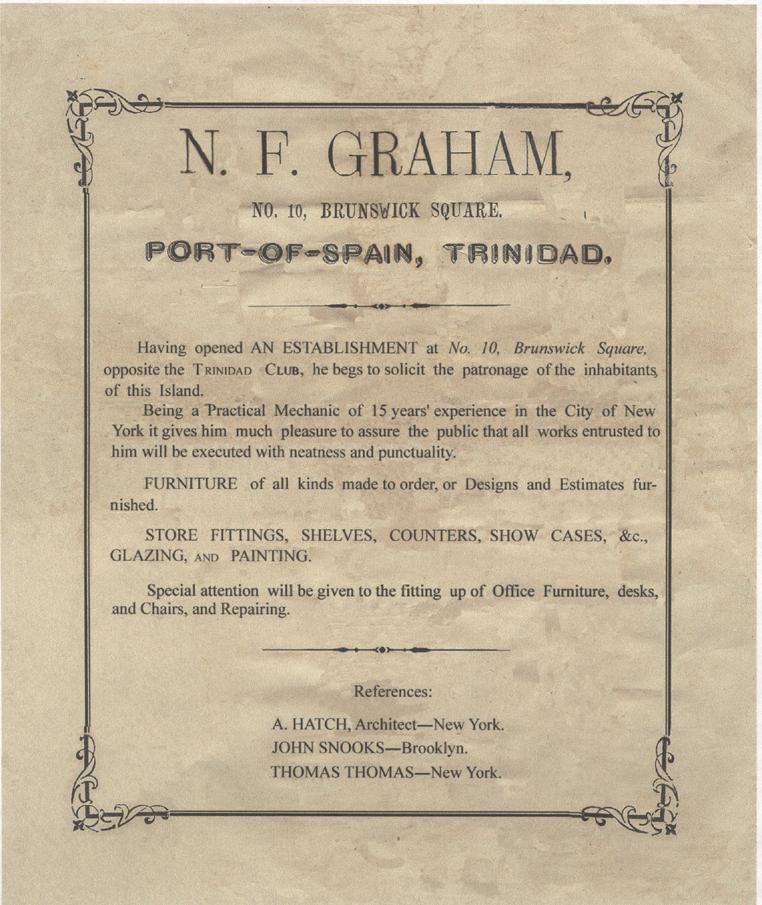 N. F. GRAHAM,
NO. 10, BRUNSWICK SQUARE.
PORT-OF-SPAIN, TRINIDAD.
Having opened AN ESTABLISHMENT at No. 10, Brunswick Square,
opposite the TRINIDAD CLUB, he begs to solicit the patronage of the inhabitants
of this Island.
Being a Practical Mechanic of 15 years' experience in the City of New
York it gives him much pleasure to assure the public that all works entrusted to
him will be executed with neatness and punctuality.
FURNITURE of all kinds made to order, or Designs and Estimates fur-
nished.
STORE FITTINGS, SHELVES, COUNTERS, SHOW CASES, &c.,
GLAZING, AND PAINTING.
Special attention will be given to the fitting up of Office Furniture, desks,
and Chairs, and Repairing.
References:
A. HATCH, Architect—New York.
JOHN SNOOKS—Brooklyn.
THOMAS THOMAS—New York.